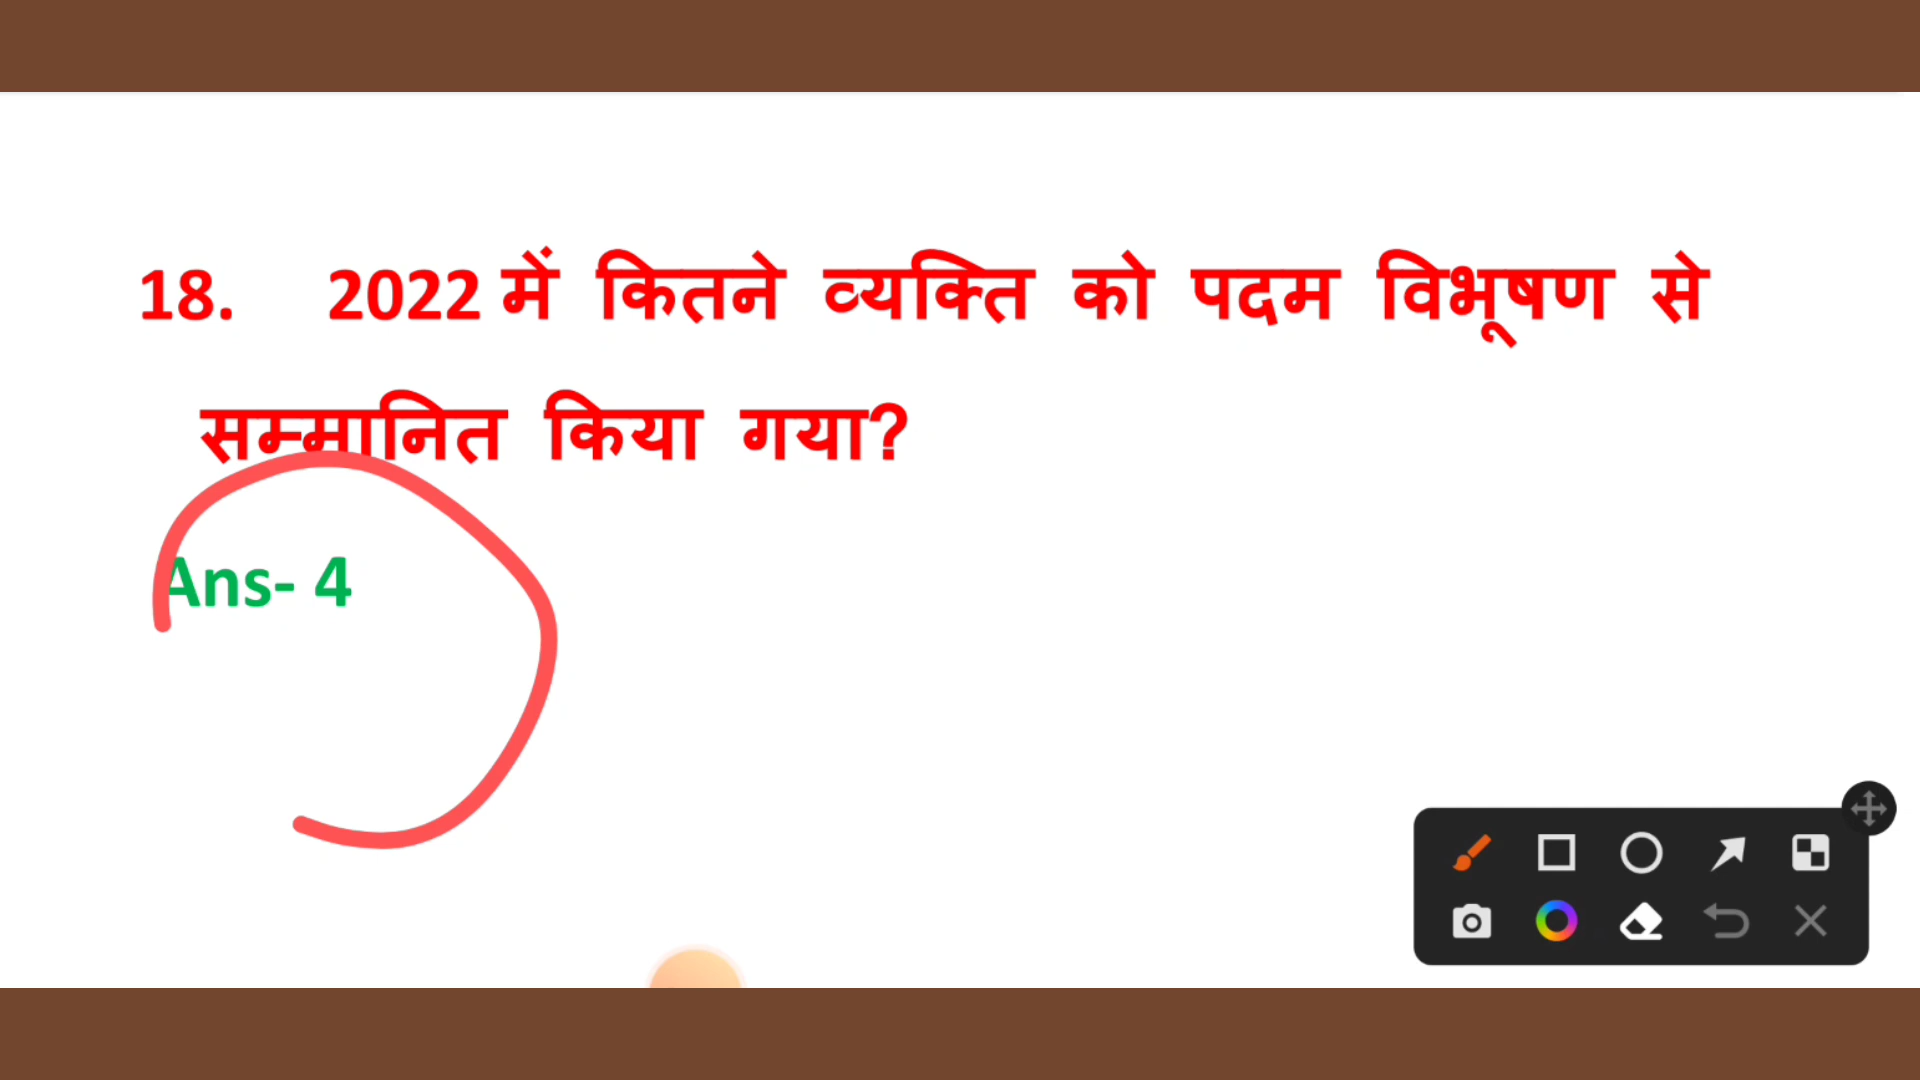 18. 2022 में कितने व्यक्ति को पदम विभूषण से
सम्मानित किया गया?
Ans- 4